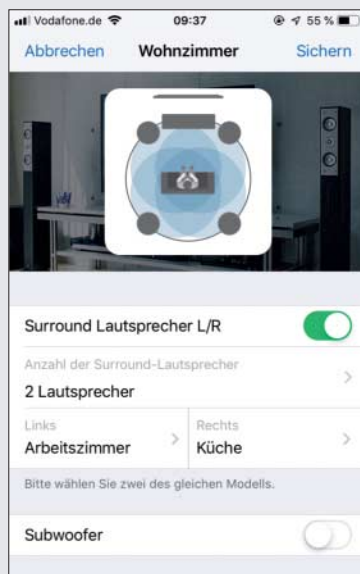 Vodafone.de 09:37 55 %
Abbrechen Wohnzimmer Sichern
Surround Lautsprecher L/R
Anzahl der Surround-Lautsprecher
2 Lautsprecher
Links Rechts
Arbeitszimmer Küche
Bitte wählen Sie zwei des gleichen Modells.
Subwoofer